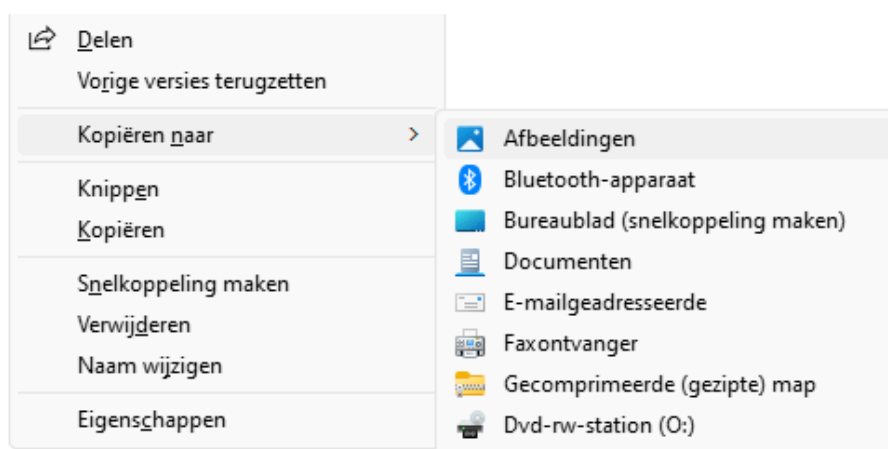 Delen
Vorige versies terugzetten
Kopiëren naar
Knippen
Kopiëren
Snelkoppeling maken
Verwijderen
Naam wijzigen
Eigenschappen
Afbeeldingen
Bluetooth-apparaat
Bureaublad (snelkoppeling maken)
Documenten
E-mailgeadresseerde
Faxontvanger
Gecomprimeerde (gezipte) map
Dvd-rw-station (O:)